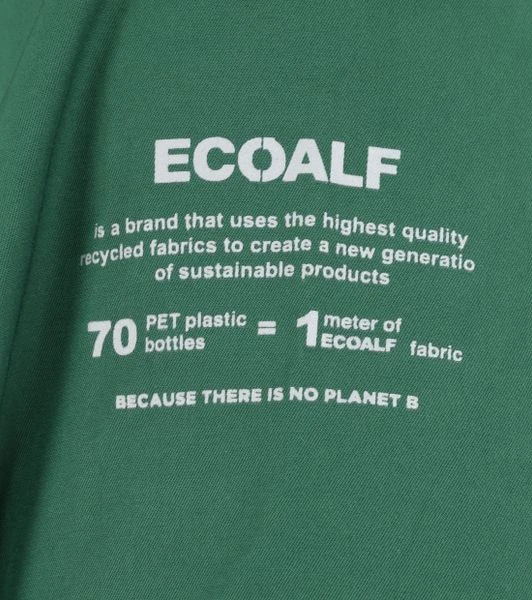 ECOALF
is a brand that uses the highest quality
recycled fabrics to create a new generatio
of sustainable products
70 PET plastic bottles = 1 meter of ECOALF fabric
BECAUSE THERE IS NO PLANET B